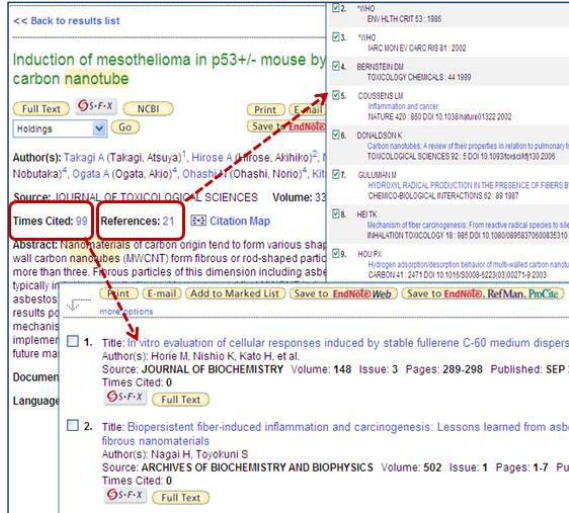 << Back to results list
Induction of mesothelioma in p53+/- mouse by
carbon nanotube
Full Text S·F·X NCBI Print E-mail
Holdings Go Save to EndNote
Author(s): Takagi A (Takagi, Atsuya)1, Hirose A (Hirose, Akihiko)2,
Nobutaka)4, Ogata A (Ogata, Akio)4, Ohashi N (Ohashi, Norio)4, Kit
Source: JOURNAL OF TOXICOLOGICAL SCIENCES Volume: 33
Times Cited: 99 References: 21 Citation Map
Abstract: Nanomaterials of carbon origin tend to form various shap
wall carbon nanotubes (MWCNT) form fibrous or rod-shaped partic
more than three. Fibrous particles of this dimension including asbe
typically in
asbestos
results po
mechanis
implemen
future ma
Documen
Language
2. *WHO
ENV HLTH CRIT 53 : 1986
3. *WHO
IARC MON EV CARC RIS 81 : 2002
4. BERNSTEIN DM
TOXICOLOGY CHEMICALS : 44 1999
5. COUSSENS LM
Inflammation and cancer
NATURE 420 : 860 DOI 10.1038/nature01322 2002
6. DONALDSON K
Carbon nanotubes: A review of their properties in relation to pulmonary to
TOXICOLOGICAL SCIENCES 92 : 5 DOI 10.1093/toxsci/kfj130 2006
7. GULUMIAN M
HYDROXYL RADICAL PRODUCTION IN THE PRESENCE OF FIBERS B
CHEMICO-BIOLOGICAL INTERACTIONS 62 : 89 1987
8. HEI TK
Mechanism of fiber carcinogenesis: From reactive radical species to sile
INHALATION TOXICOLOGY 18 : 985 DOI 10.1080/08958370600835310
9. HOU PX
Hydrogen adsorption/desorption behavior of multi-walled carbon nanotu
CARBON 41 : 2471 DOI 10.1016/S0008-6223(03)00271-9 2003
Print E-mail Add to Marked List Save to EndNote Web Save to EndNote, RefMan, ProCite
more options
1. Title: In vitro evaluation of cellular responses induced by stable fullerene C-60 medium dispers
Author(s): Horie M, Nishio K, Kato H, et al.
Source: JOURNAL OF BIOCHEMISTRY Volume: 148 Issue: 3 Pages: 289-298 Published: SEP
Times Cited: 0
S·F·X Full Text
2. Title: Biopersistent fiber-induced inflammation and carcinogenesis: Lessons learned from asbe
fibrous nanomaterials
Author(s): Nagai H, Toyokuni S
Source: ARCHIVES OF BIOCHEMISTRY AND BIOPHYSICS Volume: 502 Issue: 1 Pages: 1-7 Pu
Times Cited: 0
S·F·X Full Text